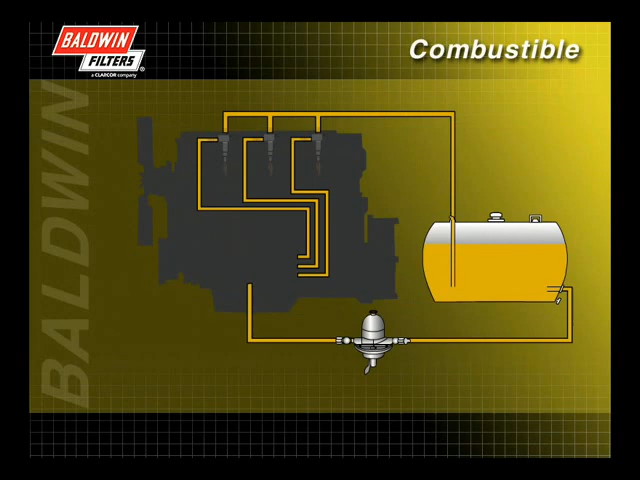 BALDWIN
FILTERS
a CLARCOR company
®
Combustible
BALDWIN